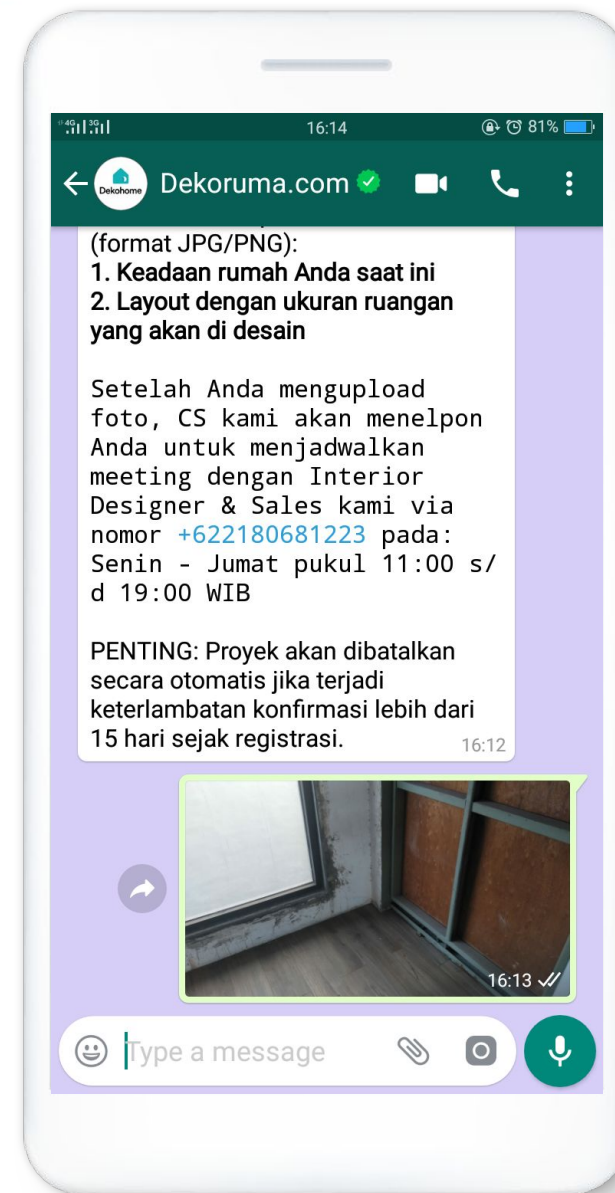 4G 3G 16:14 81%
Dekohome Dekoruma.com
(format JPG/PNG):
1. Keadaan rumah Anda saat ini
2. Layout dengan ukuran ruangan
yang akan di desain
Setelah Anda mengupload
foto, CS kami akan menelpon
Anda untuk menjadwalkan
meeting dengan Interior
Designer & Sales kami via
nomor +622180681223 pada:
Senin - Jumat pukul 11:00 s/
d 19:00 WIB
PENTING: Proyek akan dibatalkan
secara otomatis jika terjadi
keterlambatan konfirmasi lebih dari
15 hari sejak registrasi.
16:12
16:13
Type a message